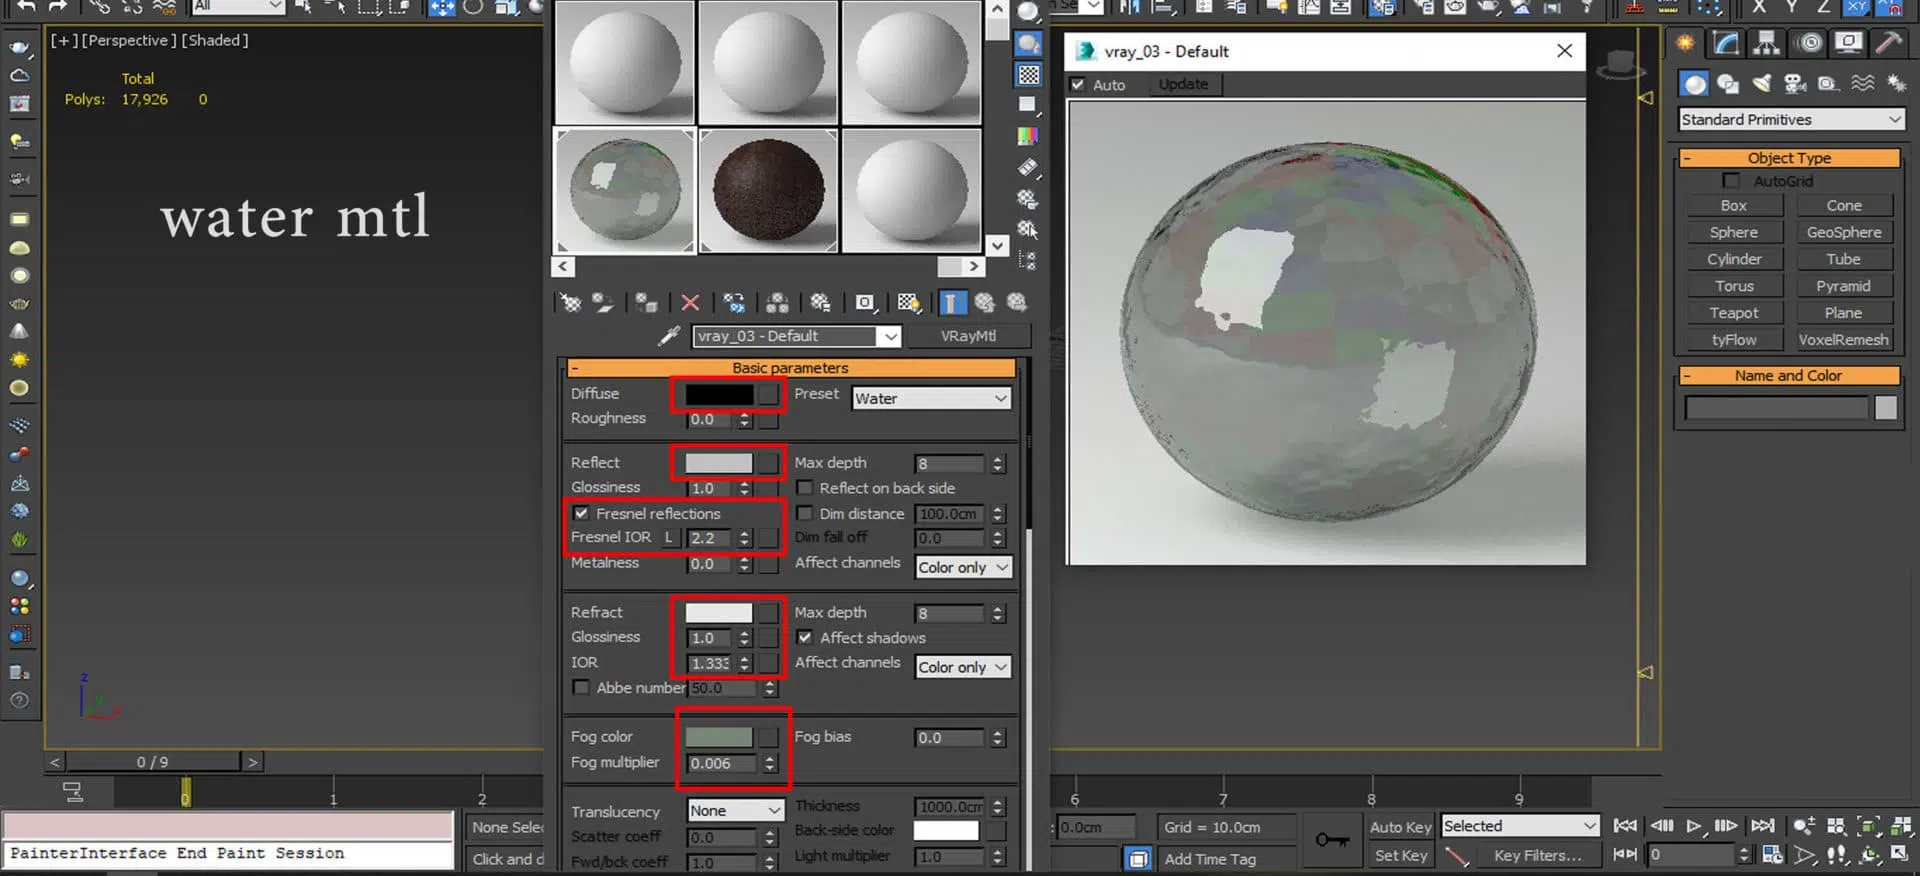 All
[+] [Perspective] [Shaded]
Total
Polys: 17,926 0
water mtl
vray_03 - Default
Auto
Update
vray_03 - Default
VRayMtl
Basic parameters
Diffuse
Preset
Water
Roughness
0.0
Reflect
Max depth
8
Glossiness
1.0
Reflect on back side
Fresnel reflections
Dim distance
100.0cm
Fresnel IOR
L
2.2
Dim fall off
0.0
Metalness
0.0
Affect channels
Color only
Refract
Max depth
8
Glossiness
1.0
Affect shadows
IOR
1.333
Affect channels
Color only
Abbe number
50.0
Fog color
Fog bias
0.0
Fog multiplier
0.006
Translucency
None
Thickness
1000.0cm
Scatter coeff
0.0
Back-side color
Fwd/bck coeff
1.0
Light multiplier
1.0
X Y Z XY
Standard Primitives
Object Type
AutoGrid
Box
Cone
Sphere
GeoSphere
Cylinder
Tube
Torus
Pyramid
Teapot
Plane
tyFlow
VoxelRemesh
Name and Color
z
y
x
< 0 / 9 >
0 1 2 6 7 8 9
PainterInterface End Paint Session
None Selec
Click and d
0.0cm
Grid = 10.0cm
Add Time Tag
Auto Key
Selected
Set Key
Key Filters...
0